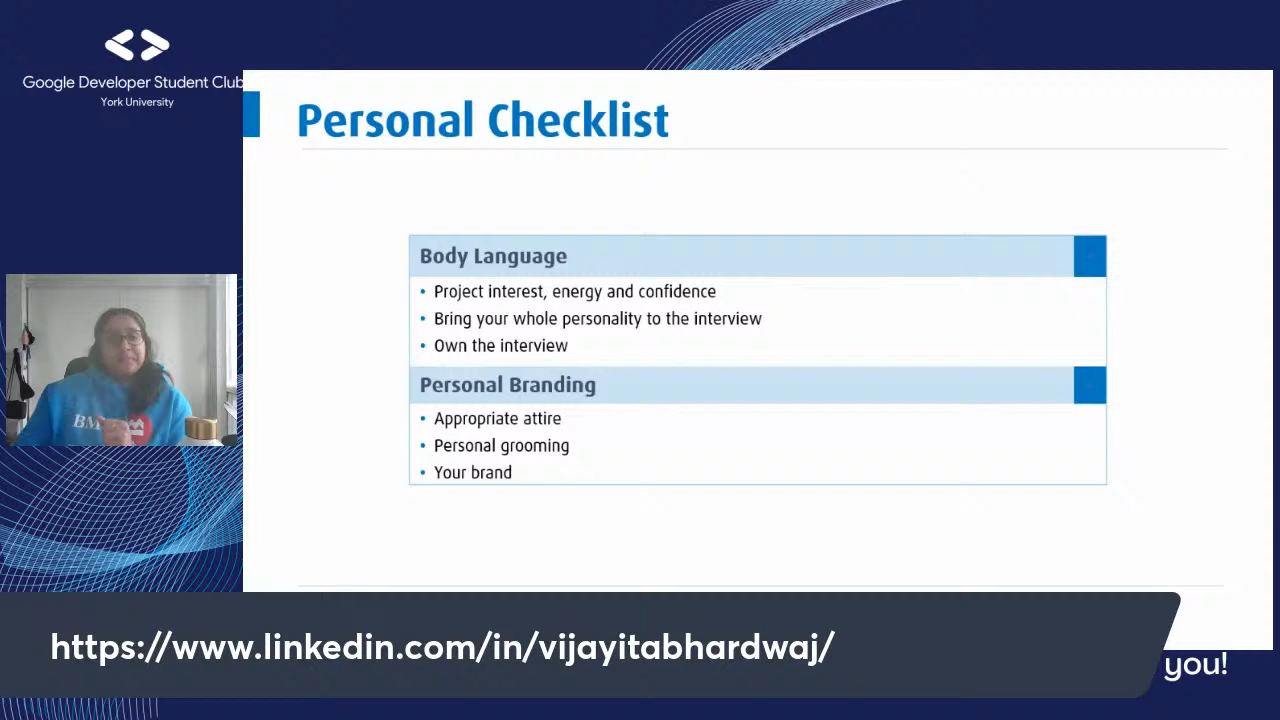 Google Developer Student Club
York University
Personal Checklist
Body Language
• Project interest, energy and confidence
• Bring your whole personality to the interview
• Own the interview
Personal Branding
• Appropriate attire
• Personal grooming
• Your brand
BM
https://www.linkedin.com/in/vijayitabhardwaj/
you!